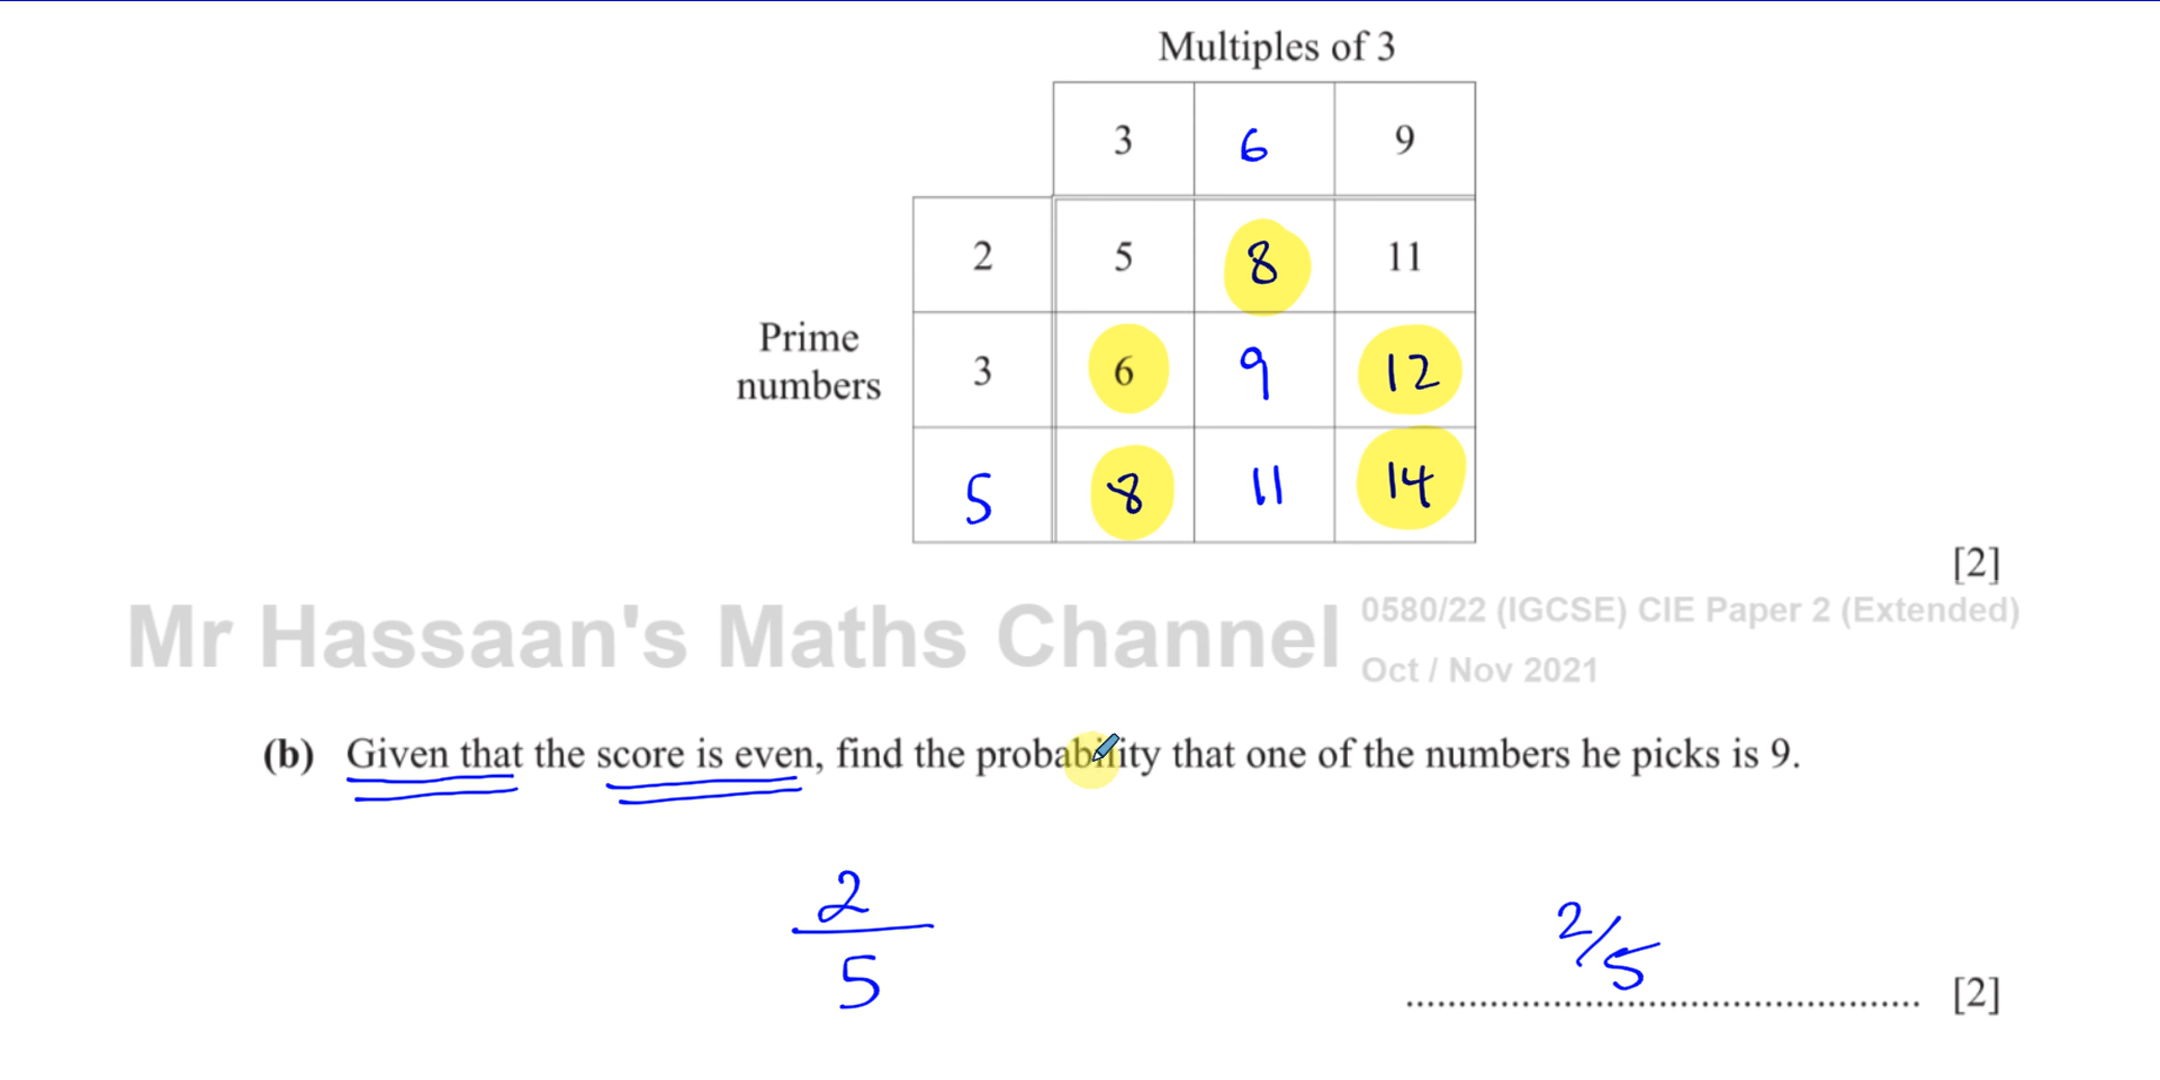 Multiples of 3
3 6 9
2 5 8 11
Prime
numbers
3 6 9 12
5 8 11 14
[2]
Mr Hassaan's Maths Channel
0580/22 (IGCSE) CIE Paper 2 (Extended)
Oct / Nov 2021
(b) Given that the score is even, find the probability that one of the numbers he picks is 9.
2
5
2/5
[2]